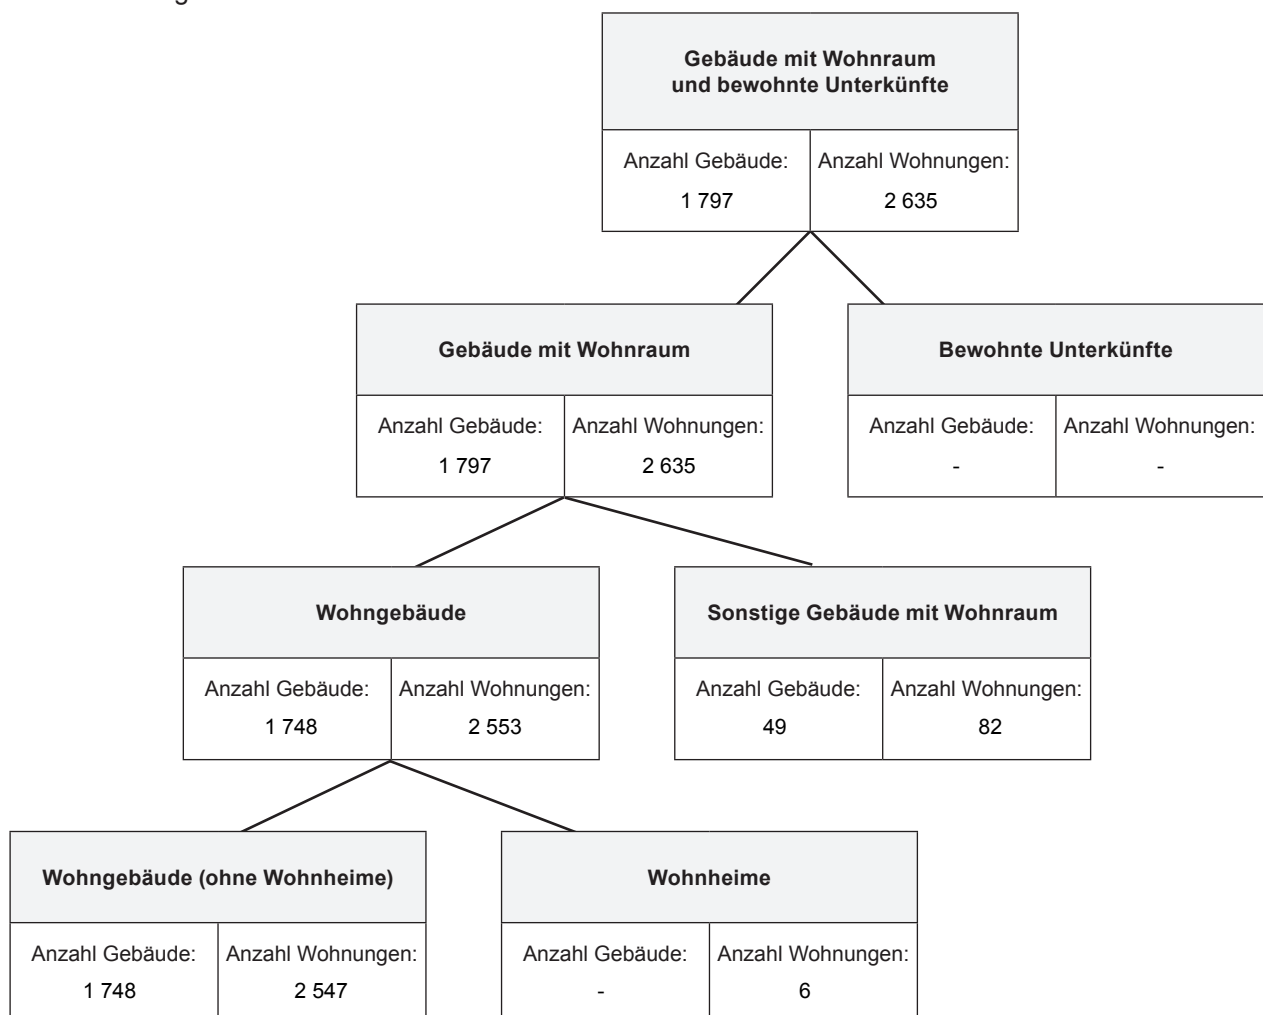 Gebäude mit Wohnraum
und bewohnte Unterkünfte
Anzahl Gebäude:
1 797
Anzahl Wohnungen:
2 635
Gebäude mit Wohnraum
Anzahl Gebäude:
1 797
Anzahl Wohnungen:
2 635
Bewohnte Unterkünfte
Anzahl Gebäude:
-
Anzahl Wohnungen:
-
Wohngebäude
Anzahl Gebäude:
1 748
Anzahl Wohnungen:
2 553
Sonstige Gebäude mit Wohnraum
Anzahl Gebäude:
49
Anzahl Wohnungen:
82
Wohngebäude (ohne Wohnheime)
Anzahl Gebäude:
1 748
Anzahl Wohnungen:
2 547
Wohnheime
Anzahl Gebäude:
-
Anzahl Wohnungen:
6